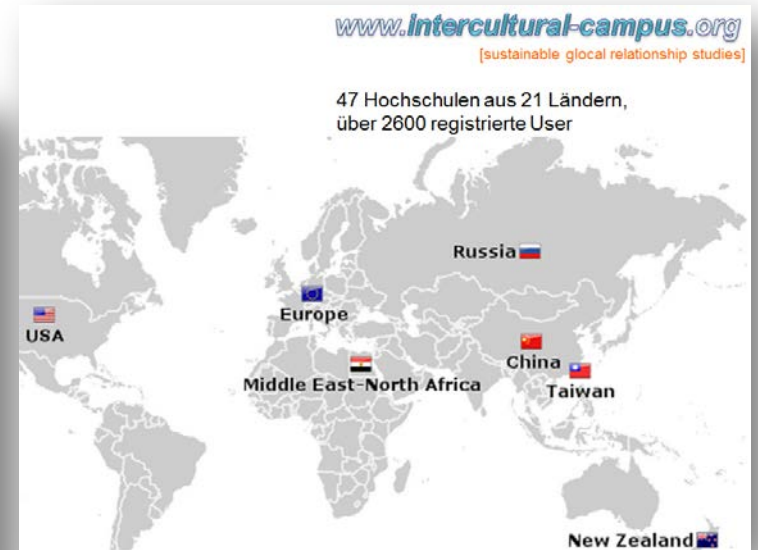 www.intercultural-campus.org
[sustainable glocal relationship studies]
47 Hochschulen aus 21 Ländern,
über 2600 registrierte User
Russia
Europe
USA
China
Middle East-North Africa
Taiwan
New Zealand